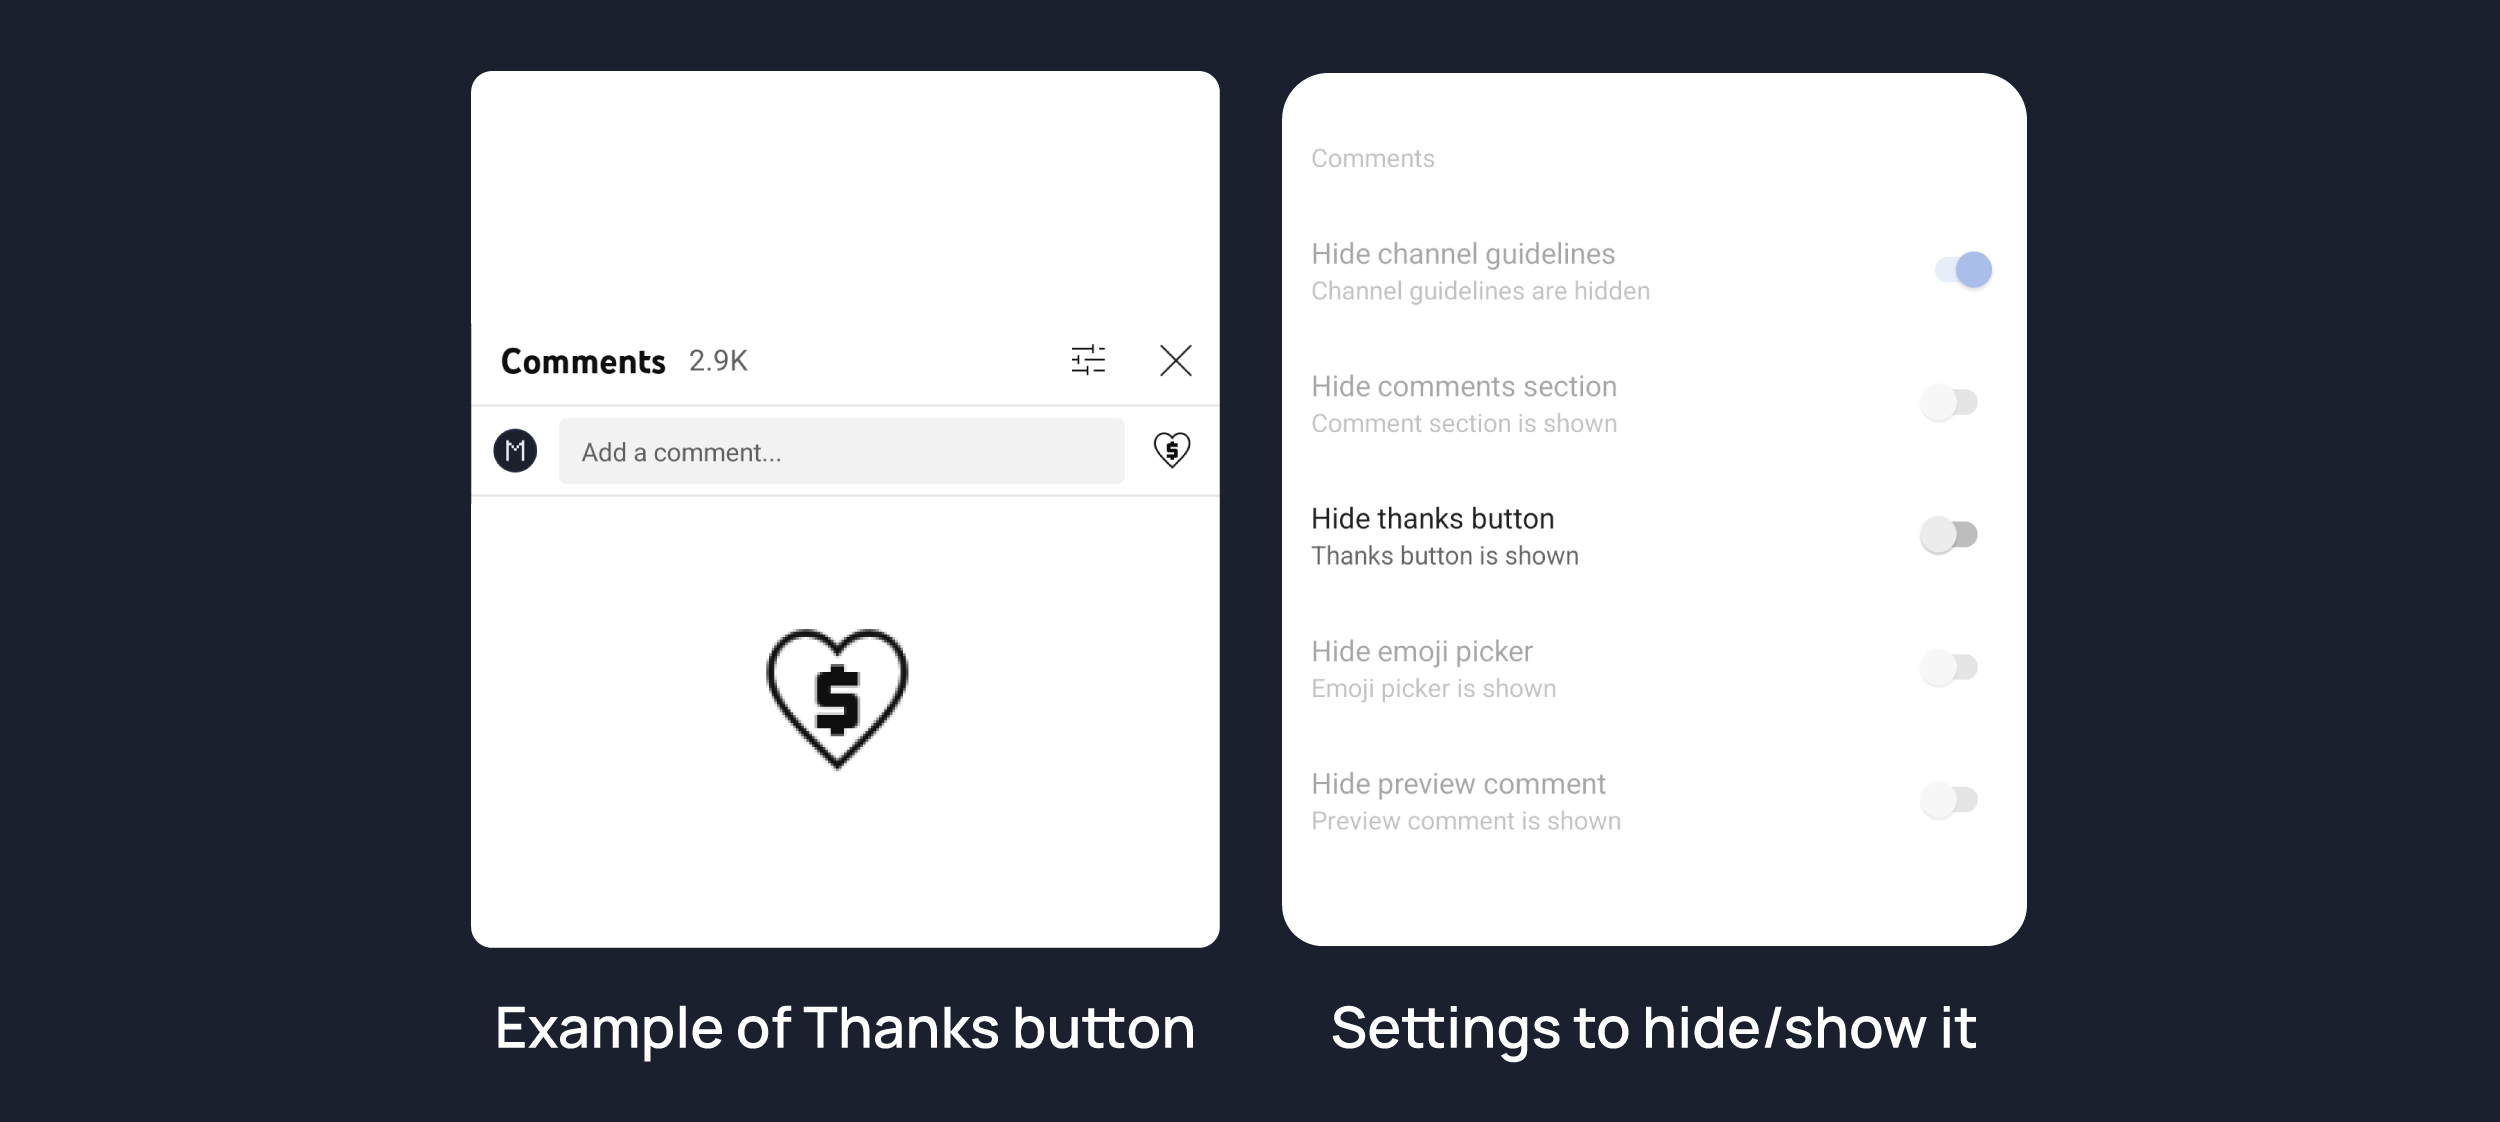 Comments 2.9K
M
Add a comment...
$
$
Example of Thanks button
Comments
Hide channel guidelines
Channel guidelines are hidden
Hide comments section
Comment section is shown
Hide thanks button
Thanks button is shown
Hide emoji picker
Emoji picker is shown
Hide preview comment
Preview comment is shown
Settings to hide/show it